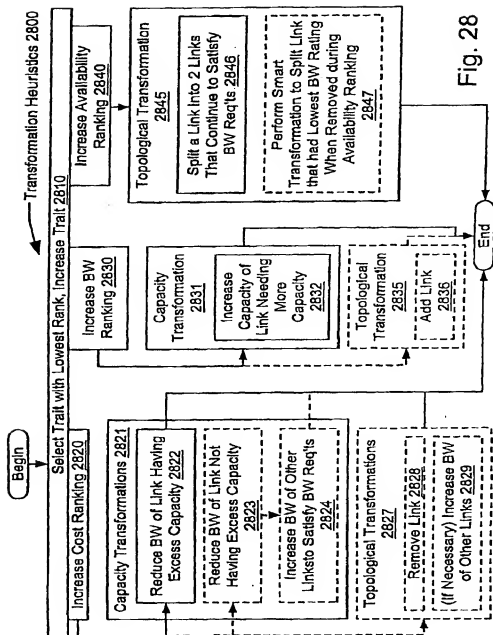 Transformation Heuristics 2800
Begin
Select Trait with Lowest Rank, Increase Trait 2810
Increase Cost Ranking 2820
Capacity Transformations 2821
Reduce BW of Link Having
Excess Capacity 2822
Reduce BW of Link Not
Having Excess Capacity
2823
Increase BW of Other
Linksto Satisfy BW Req'ts
2824
Topological Transformations
2827
Remove Link 2828
(If Necessary) Increase BW
of Other Links 2829
Increase BW
Ranking 2830
Capacity
Transformation
2831
Increase
Capacity of
Link Needing
More
Capacity
2832
Topological
Transformation
2835
Add Link
2836
Increase Availability
Ranking 2840
Topological Transformation
2845
Split a Link Into 2 Links
That Continue to Satisfy
BW Req'ts 2846
Perform Smart
Transformation to Split Link
that had Lowest BW Rating
When Removed during
Availability Ranking
2847
End
Fig. 28